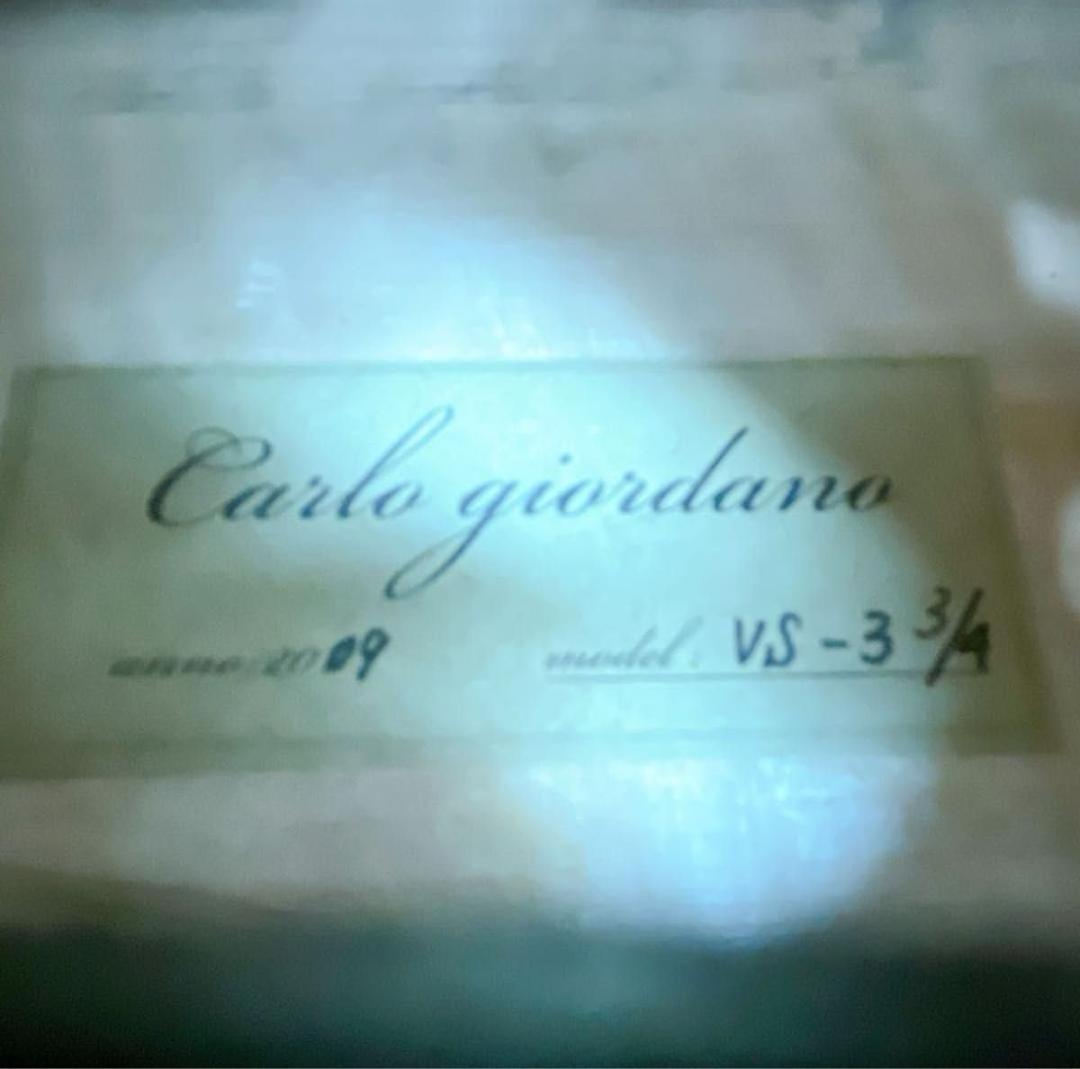 Carlo giordano
anno 2009 model: VS-3 3/4